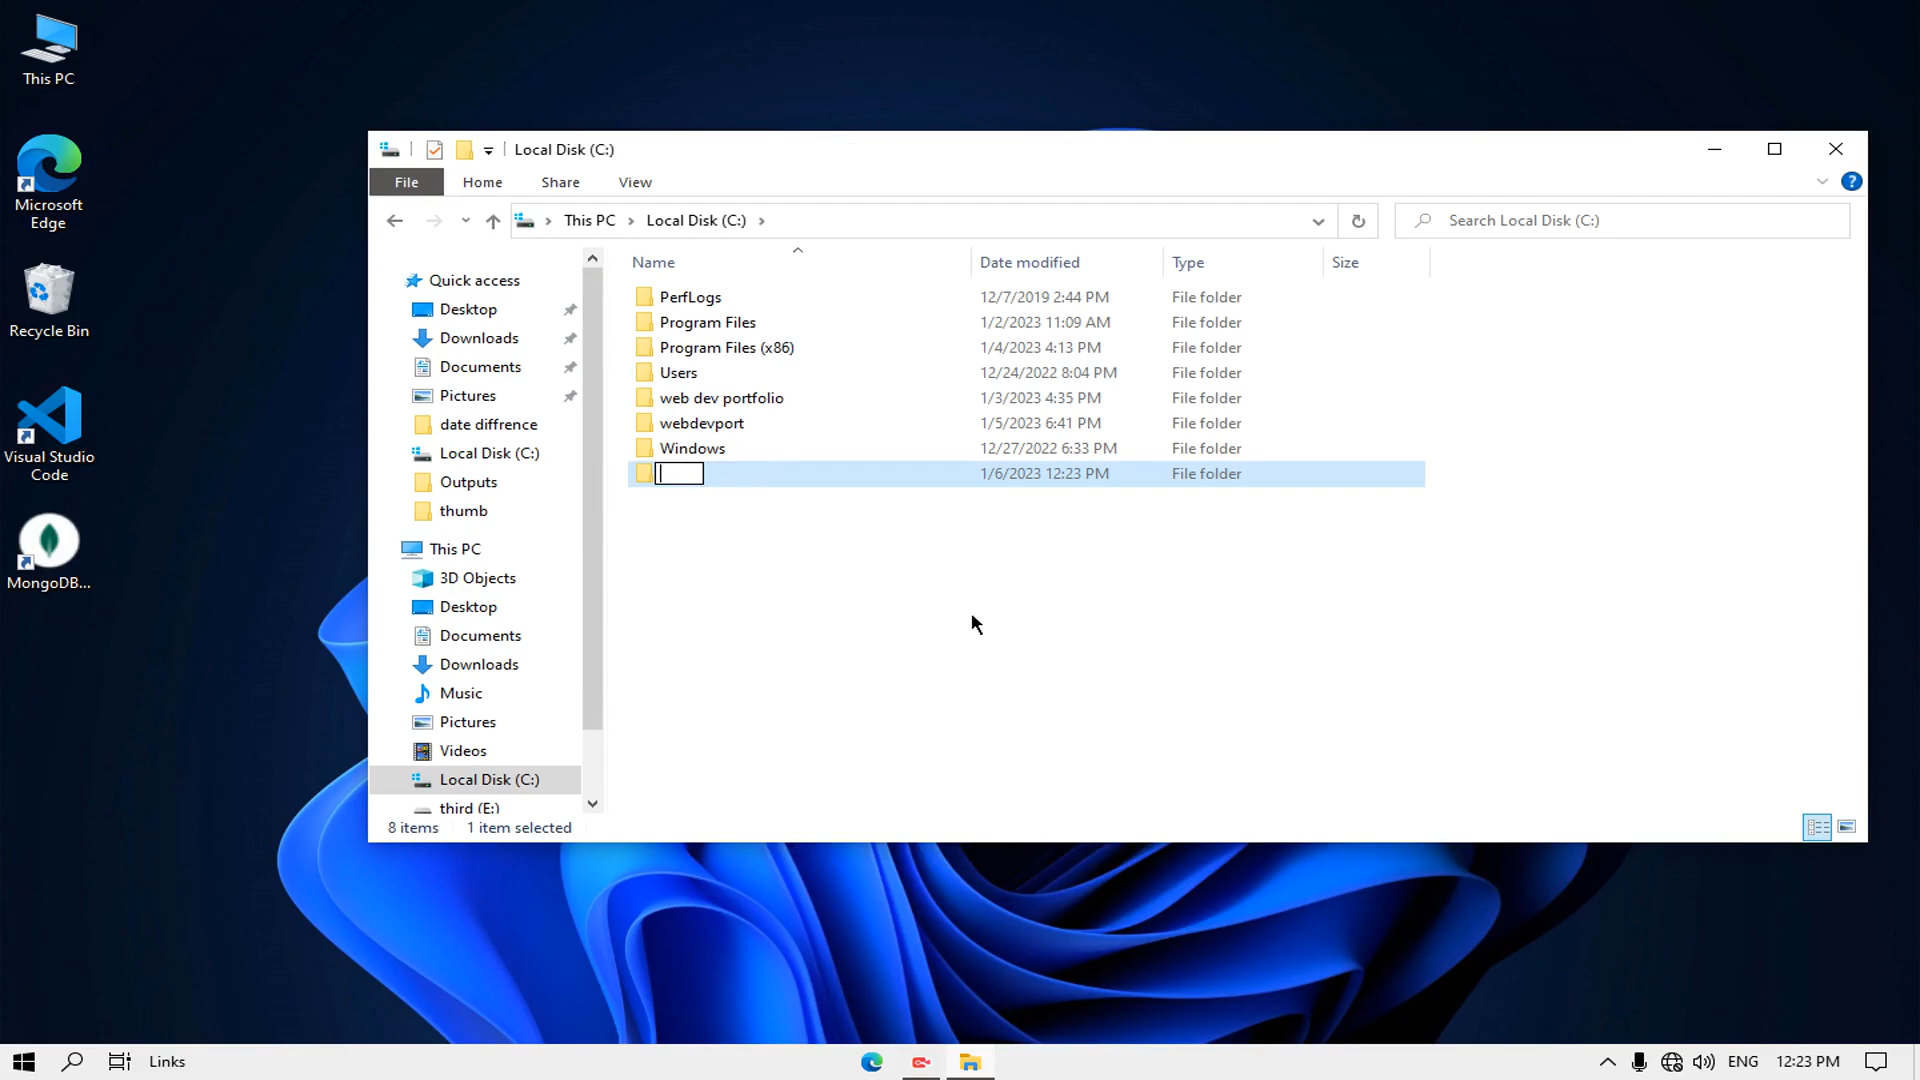 This PC
Microsoft
Edge
Recycle Bin
Visual Studio
Code
MongoDB...
Local Disk (C:)
File Home Share View
This PC Local Disk (C:)
Search Local Disk (C:)
Quick access
Desktop
Downloads
Documents
Pictures
date diffrence
Local Disk (C:)
Outputs
thumb
This PC
3D Objects
Desktop
Documents
Downloads
Music
Pictures
Videos
Local Disk (C:)
third (E:)
Name Date modified Type Size
PerfLogs 12/7/2019 2:44 PM File folder
Program Files 1/2/2023 11:09 AM File folder
Program Files (x86) 1/4/2023 4:13 PM File folder
Users 12/24/2022 8:04 PM File folder
web dev portfolio 1/3/2023 4:35 PM File folder
webdevport 1/5/2023 6:41 PM File folder
Windows 12/27/2022 6:33 PM File folder
1/6/2023 12:23 PM File folder
8 items 1 item selected
Links
ENG 12:23 PM